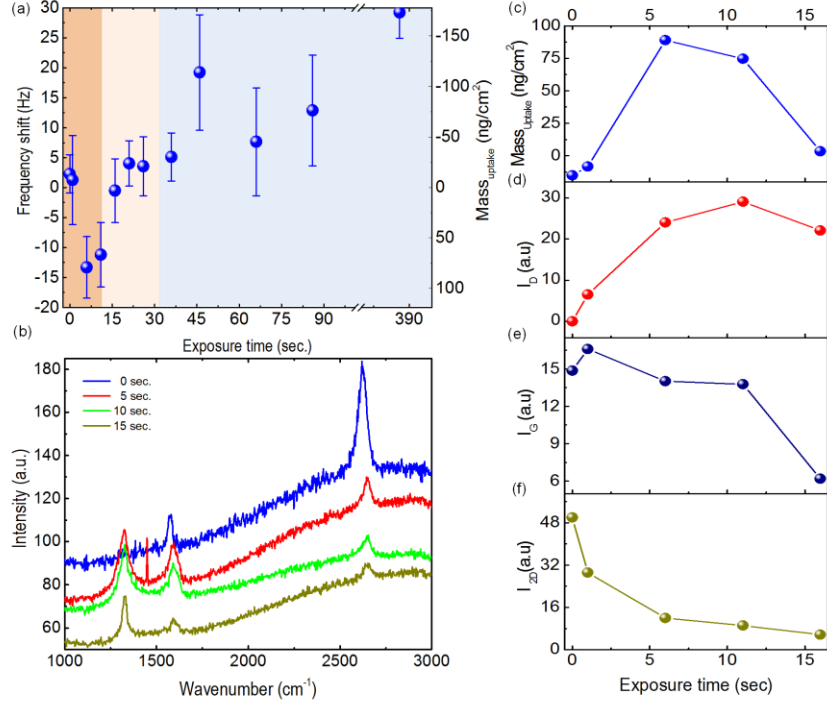 (a)
30
25
20
15
10
5
0
-5
-10
-15
-20
Frequency shift (Hz)
-150
-100
-50
0
50
100
Mass_uptake (ng/cm²)
0 15 30 45 60 75 90 390
Exposure time (sec.)
(b)
180
160
140
120
100
80
60
Intensity (a.u.)
0 sec.
5 sec.
10 sec.
15 sec.
1000 1500 2000 2500 3000
Wavenumber (cm⁻¹)
(c)
0 5 10 15
100
75
50
25
0
Mass_Uptake (ng/cm²)
(d)
30
20
10
0
I_D (a.u)
(e)
15
12
9
6
I_G (a.u)
(f)
48
36
24
12
0
I_2D (a.u)
0 5 10 15
Exposure time (sec)